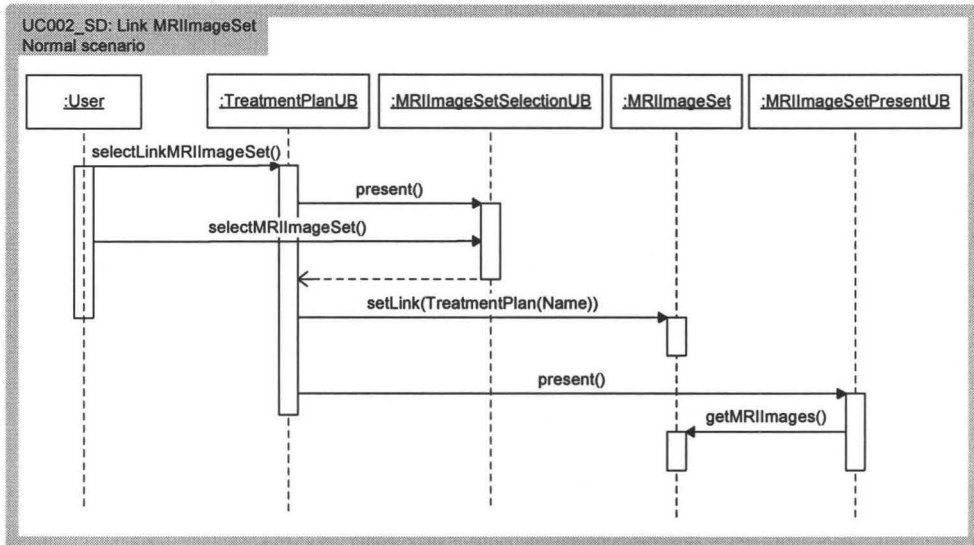 UC002_SD: Link MRIImageSet
Normal scenario
:User
:TreatmentPlanUB
:MRIImageSetSelectionUB
:MRIImageSet
:MRIImageSetPresentUB
selectLinkMRIImageSet()
present()
selectMRIImageSet()
setLink(TreatmentPlan(Name))
present()
getMRIImages()